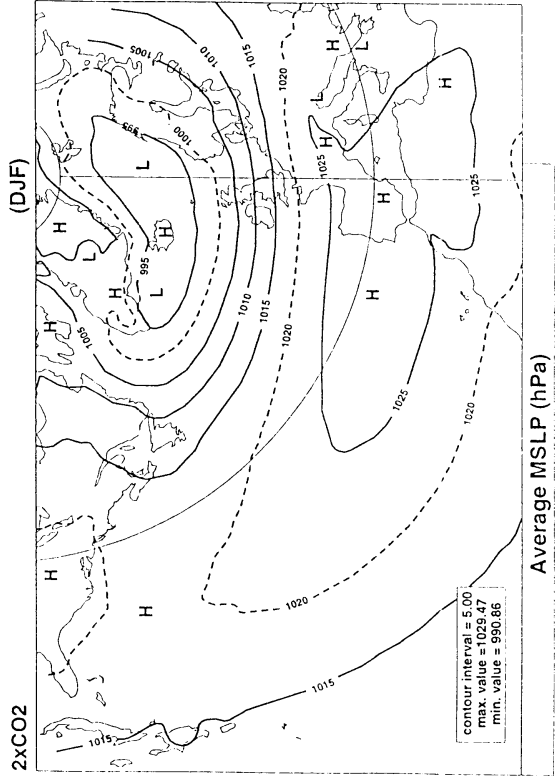 2xCO2
(DJF)
H
H
H
H
L
1005
1010
1015
1020
H
L
995
L
H
995
1000
1005
1010
1015
1020
H
L
L
H
1025
H
1025
H
H
1025
1020
1020
H
1015
1015
contour interval = 5.00
max. value =1029.47
min. value = 990.86
Average MSLP (hPa)